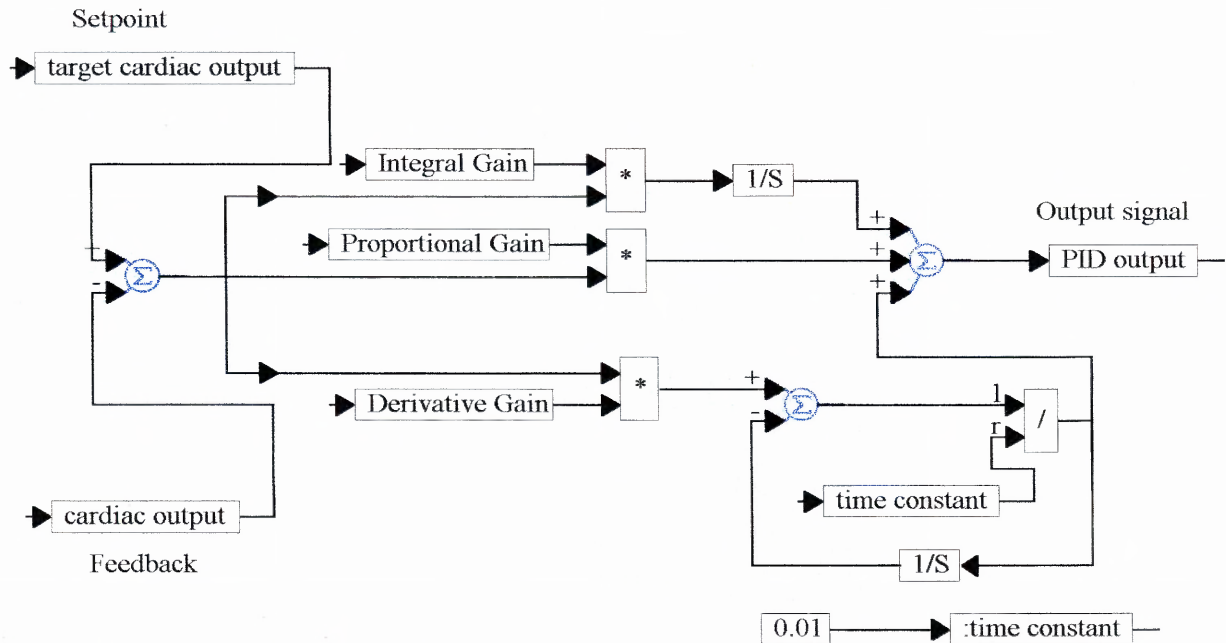 Setpoint
target cardiac output
Integral Gain
*
1/S
+
Output signal
Proportional Gain
*
+
Σ
PID output
+
Σ
-
+
*
+
Derivative Gain
Σ
-
l
r
/
time constant
cardiac output
Feedback
1/S
0.01
:time constant